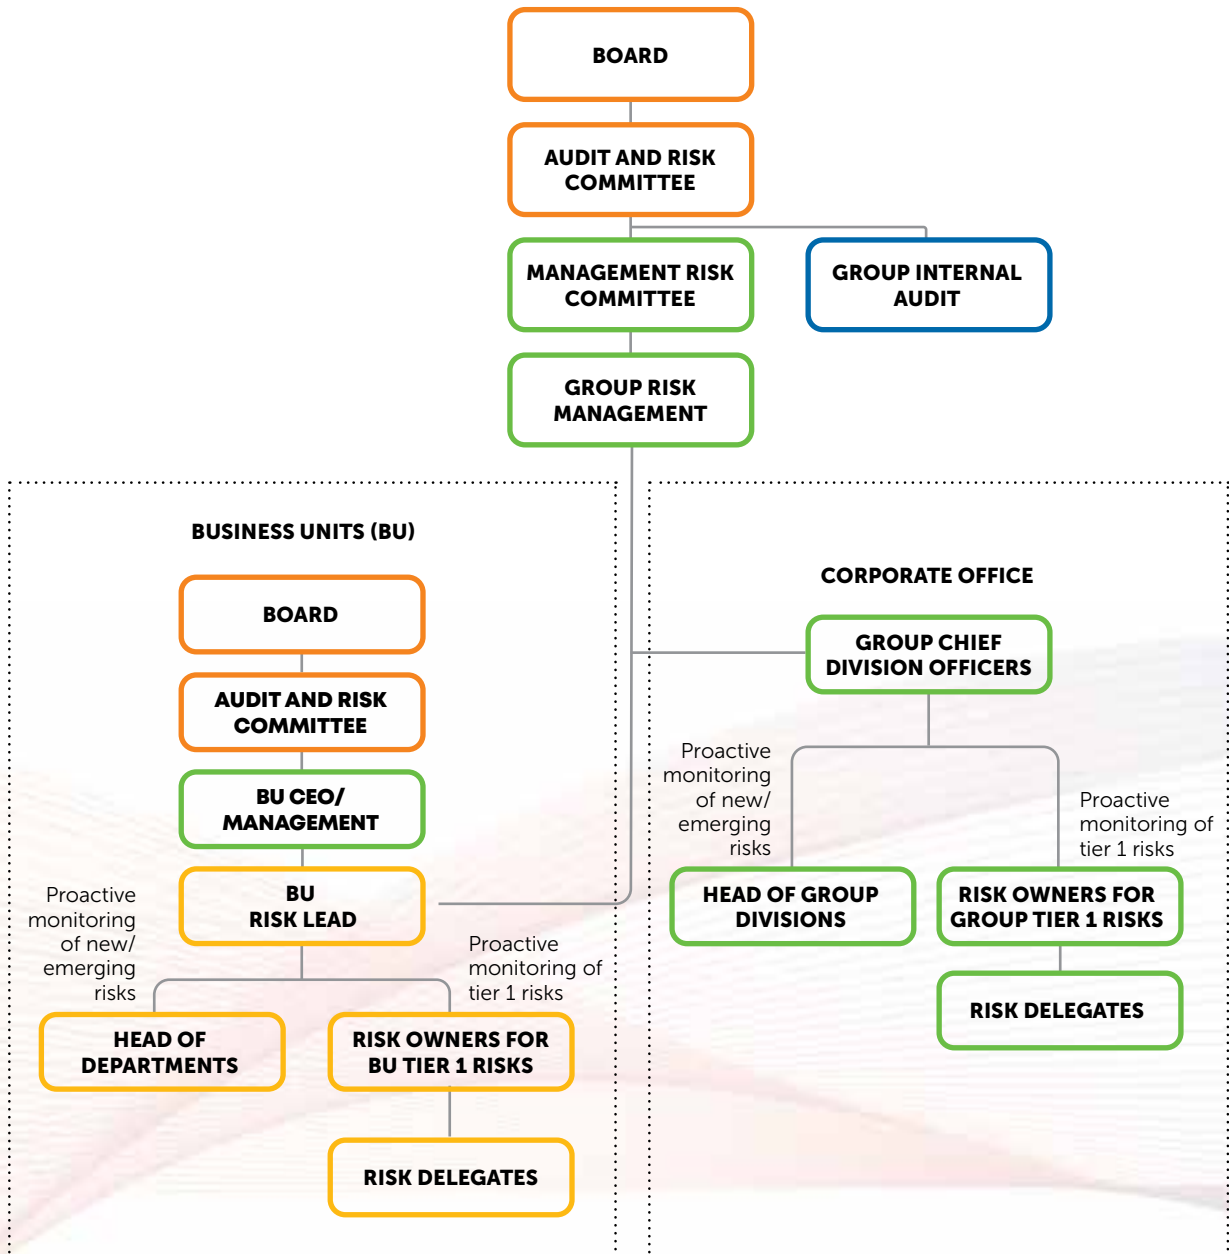 BOARD
AUDIT AND RISK
COMMITTEE
MANAGEMENT RISK
COMMITTEE
GROUP INTERNAL
AUDIT
GROUP RISK
MANAGEMENT
BUSINESS UNITS (BU)
BOARD
AUDIT AND RISK
COMMITTEE
BU CEO/
MANAGEMENT
BU
RISK LEAD
Proactive
monitoring
of new/
emerging
risks
Proactive
monitoring of
tier 1 risks
HEAD OF
DEPARTMENTS
RISK OWNERS FOR
BU TIER 1 RISKS
RISK DELEGATES
CORPORATE OFFICE
GROUP CHIEF
DIVISION OFFICERS
Proactive
monitoring
of new/
emerging
risks
Proactive
monitoring of
tier 1 risks
HEAD OF GROUP
DIVISIONS
RISK OWNERS FOR
GROUP TIER 1 RISKS
RISK DELEGATES